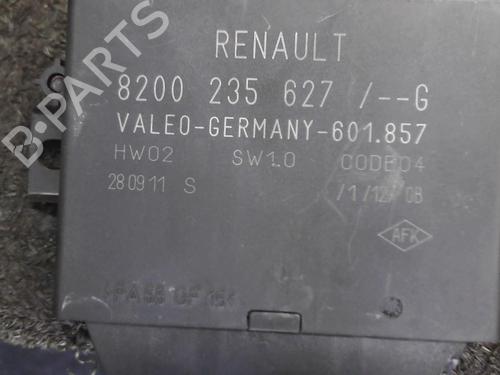 RENAULT
8200 235 627 /--G
VALEO-GERMANY-601.857
HW02 SW1.0 CODE04
280911 S /1/12/08
AFK
B-PARTS